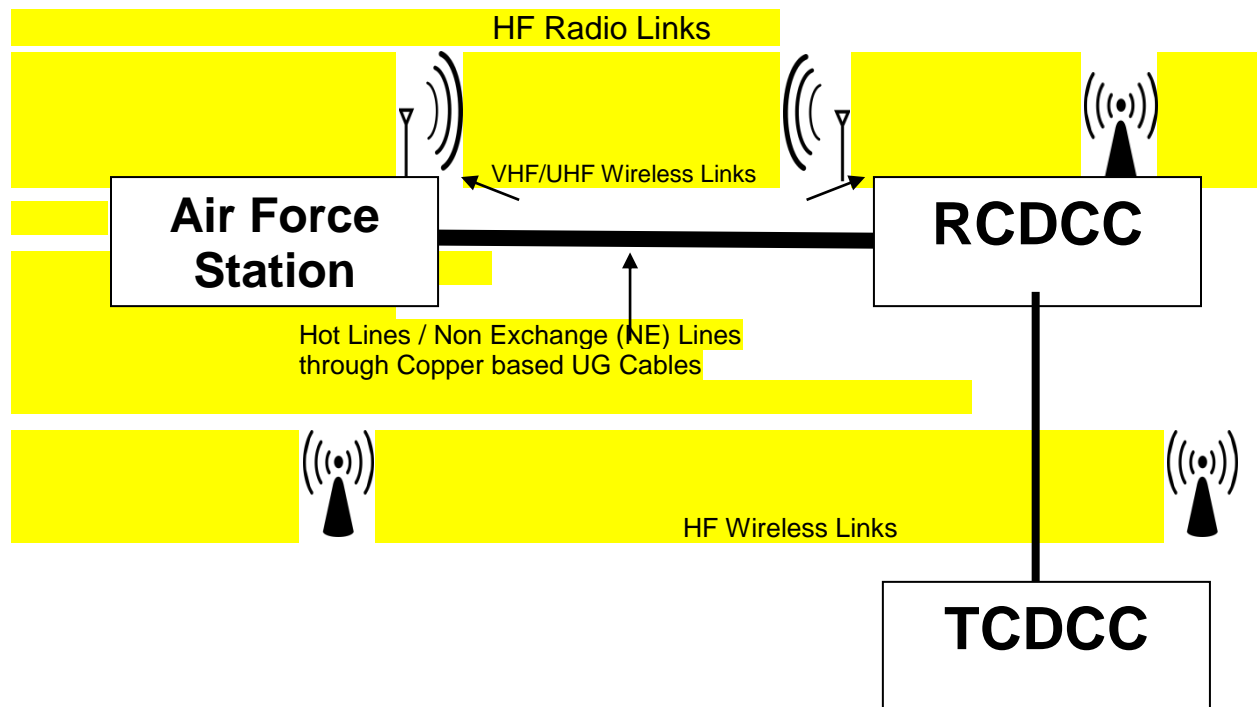 HF Radio Links
VHF/UHF Wireless Links
Air Force
Station
RCDCC
Hot Lines / Non Exchange (NE) Lines
through Copper based UG Cables
HF Wireless Links
TCDCC